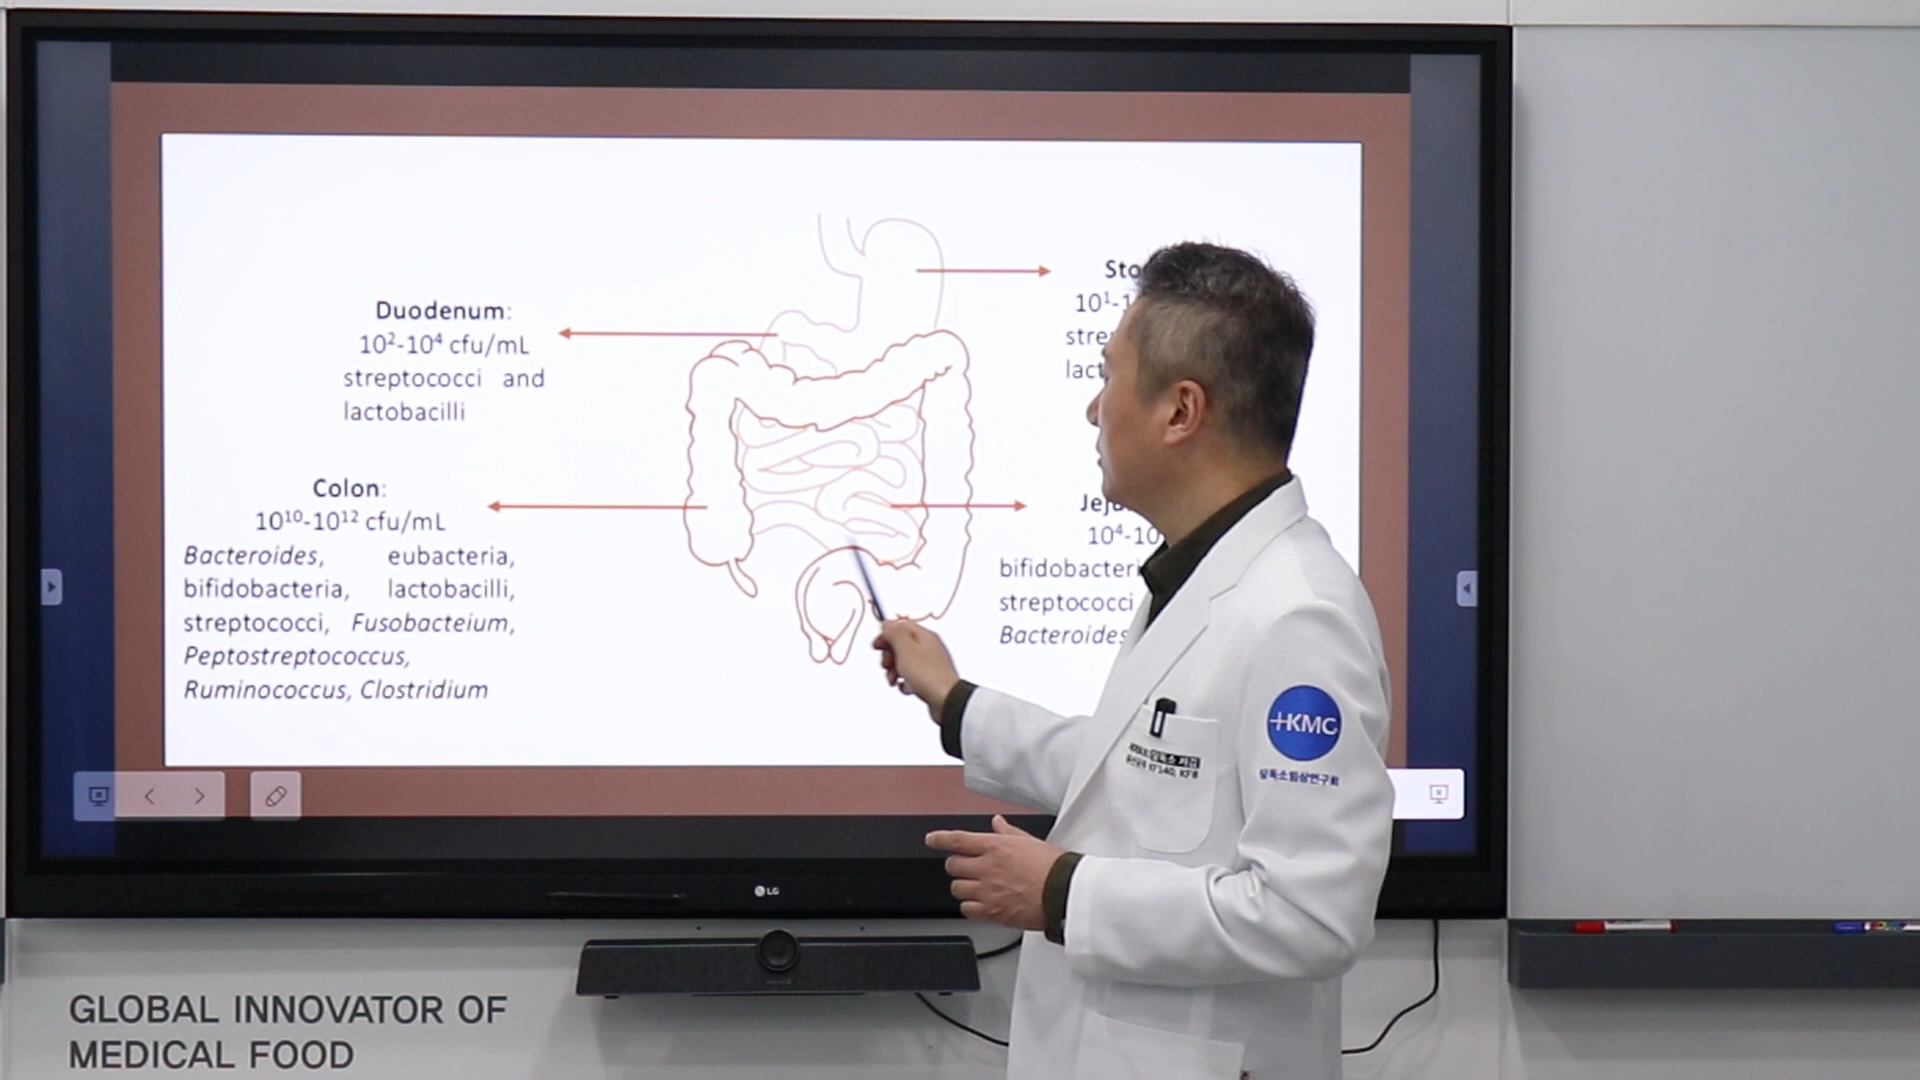 Duodenum:
10²-10⁴ cfu/mL
streptococci and
lactobacilli
Colon:
10¹⁰-10¹² cfu/mL
Bacteroides, eubacteria,
bifidobacteria, lactobacilli,
streptococci, Fusobacteium,
Peptostreptococcus,
Ruminococcus, Clostridium
streptococci
Bacteroides
HKMC
LG
GLOBAL INNOVATOR OF
MEDICAL FOOD